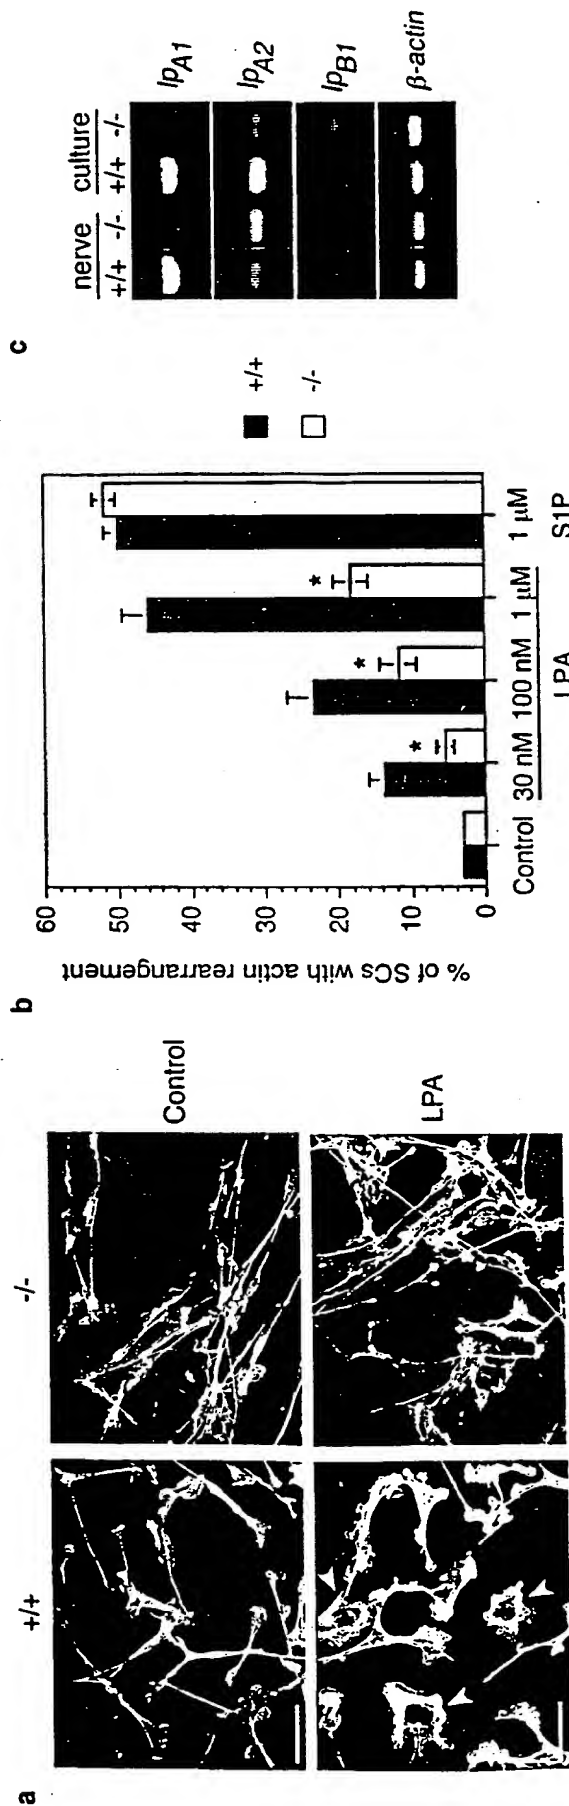 a
+/+
-/-
Control
LPA
b
% of SCs with actin rearrangement
60
50
40
30
20
10
0
* * *
Control 30 nM 100 nM 1 μM 1 μM
LPA S1P
+/+
-/-
c
nerve culture
+/+ -/- +/+ -/-
lpA1
lpA2
lpB1
β-actin